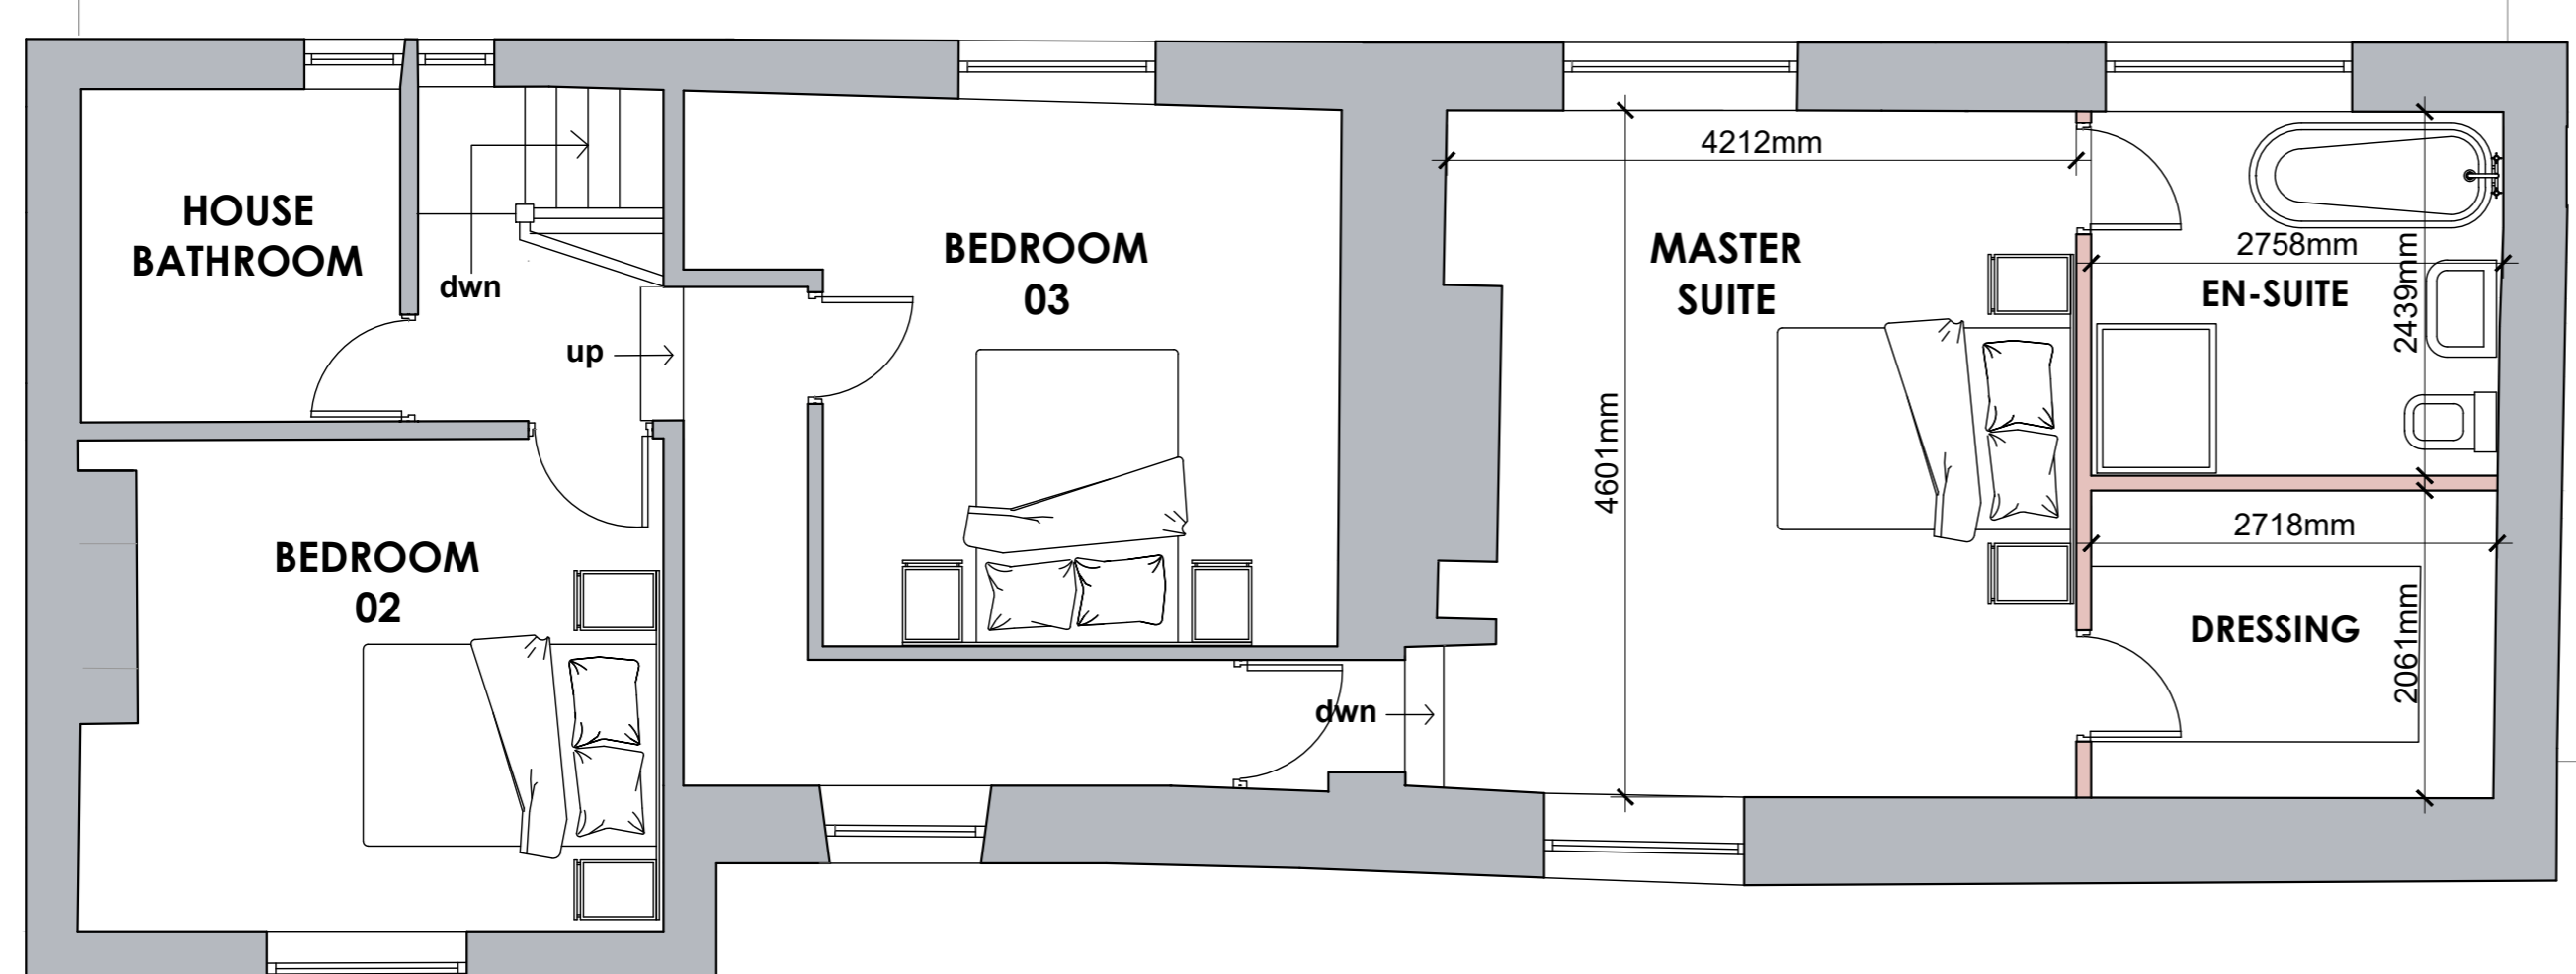 HOUSE
BATHROOM
dwn
up
BEDROOM
02
BEDROOM
03
dwn
MASTER
SUITE
4212mm
4601mm
2758mm
EN-SUITE
2439mm
2718mm
DRESSING
2061mm